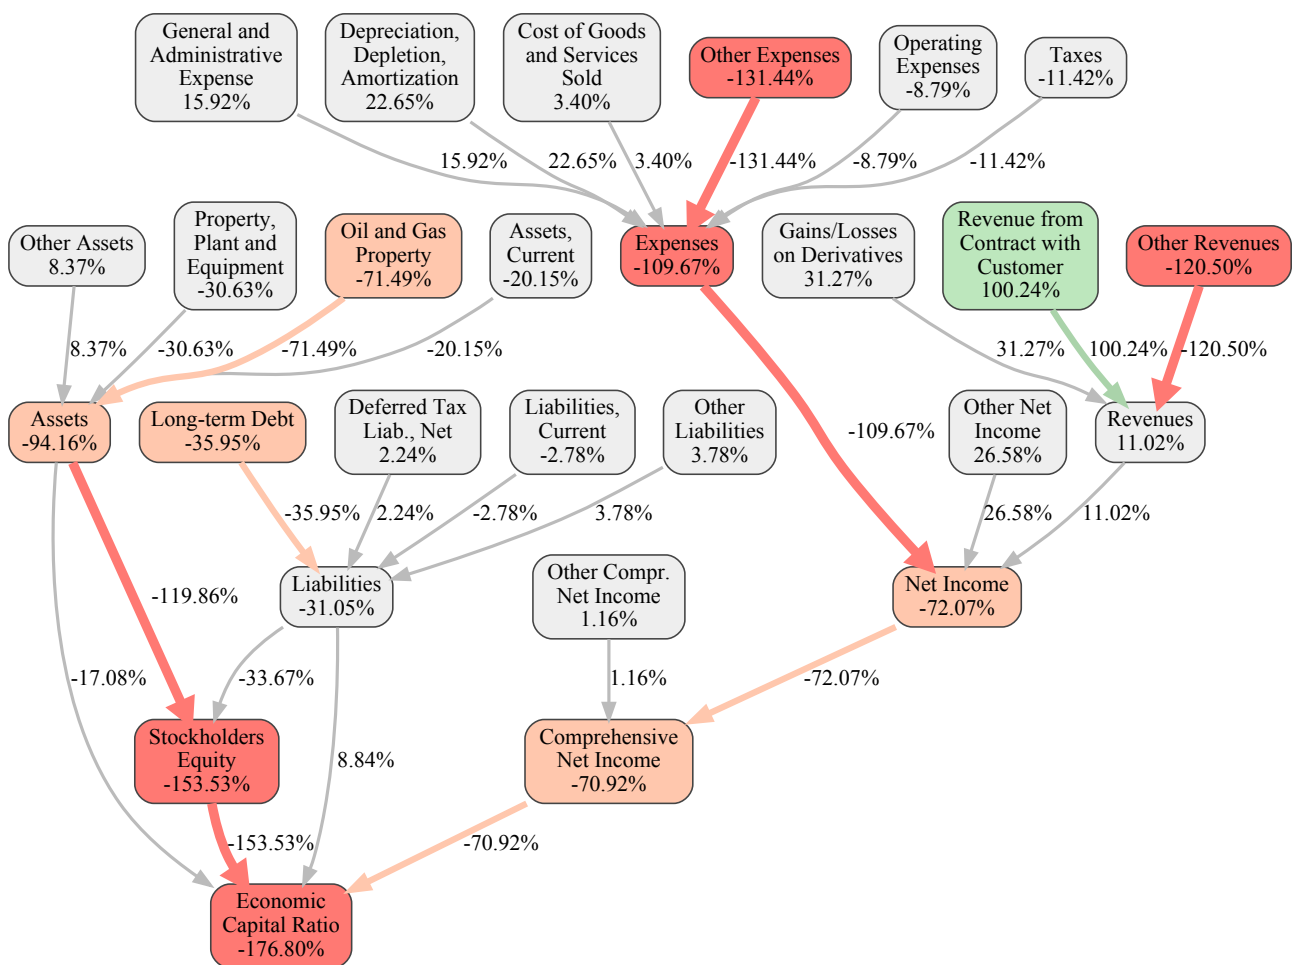 General and
Administrative
Expense
15.92%
Depreciation,
Depletion,
Amortization
22.65%
Cost of Goods
and Services
Sold
3.40%
Other Expenses
-131.44%
Operating
Expenses
-8.79%
Taxes
-11.42%
15.92%
22.65%
3.40%
-131.44%
-8.79%
-11.42%
Other Assets
8.37%
Property,
Plant and
Equipment
-30.63%
Oil and Gas
Property
-71.49%
Assets,
Current
-20.15%
Expenses
-109.67%
Gains/Losses
on Derivatives
31.27%
Revenue from
Contract with
Customer
100.24%
Other Revenues
-120.50%
8.37%
-30.63%
-71.49%
-20.15%
31.27%
100.24%
-120.50%
Assets
-94.16%
Long-term Debt
-35.95%
Deferred Tax
Liab., Net
2.24%
Liabilities,
Current
-2.78%
Other
Liabilities
3.78%
-109.67%
Other Net
Income
26.58%
Revenues
11.02%
-35.95%
2.24%
-2.78%
3.78%
26.58%
11.02%
-119.86%
Liabilities
-31.05%
Other Compr.
Net Income
1.16%
Net Income
-72.07%
-17.08%
-33.67%
1.16%
-72.07%
Stockholders
Equity
-153.53%
8.84%
Comprehensive
Net Income
-70.92%
-153.53%
-70.92%
Economic
Capital Ratio
-176.80%